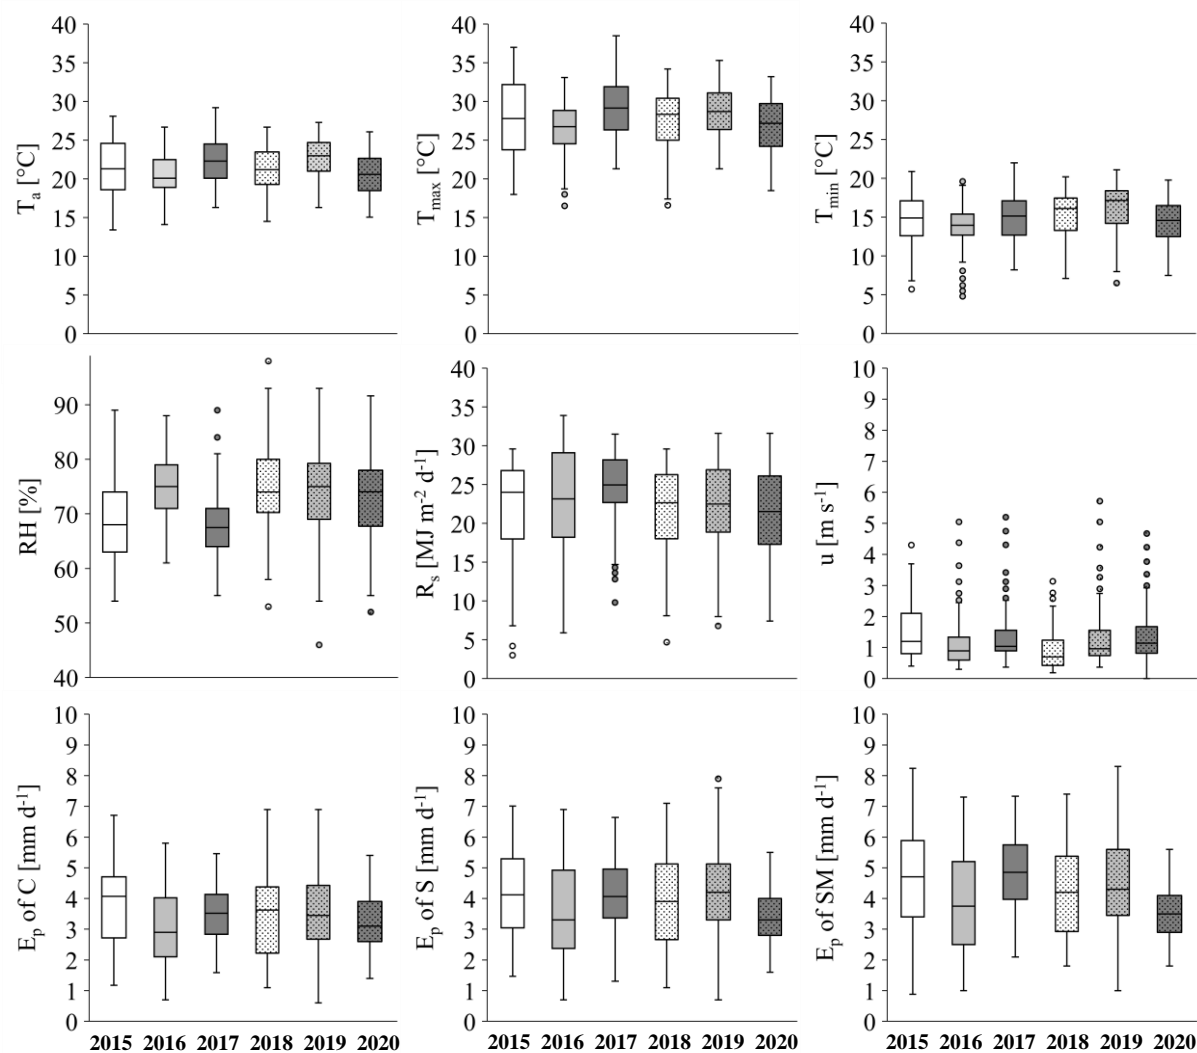 40 40 40
35 35 35
30 30 30
25 25 25
20 20 20
15 15 15
10 10 10
5 5 5
0 0 0
Ta [°C]
Tmax [°C]
Tmin [°C]
90
80
70
60
50
40
RH [%]
40
35
30
25
20
15
10
5
0
Rs [MJ m-2 d-1]
10
9
8
7
6
5
4
3
2
1
0
u [m s-1]
10 10 10
9 9 9
8 8 8
7 7 7
6 6 6
5 5 5
4 4 4
3 3 3
2 2 2
1 1 1
0 0 0
Ep of C [mm d-1]
Ep of S [mm d-1]
Ep of SM [mm d-1]
2015 2016 2017 2018 2019 2020
2015 2016 2017 2018 2019 2020
2015 2016 2017 2018 2019 2020